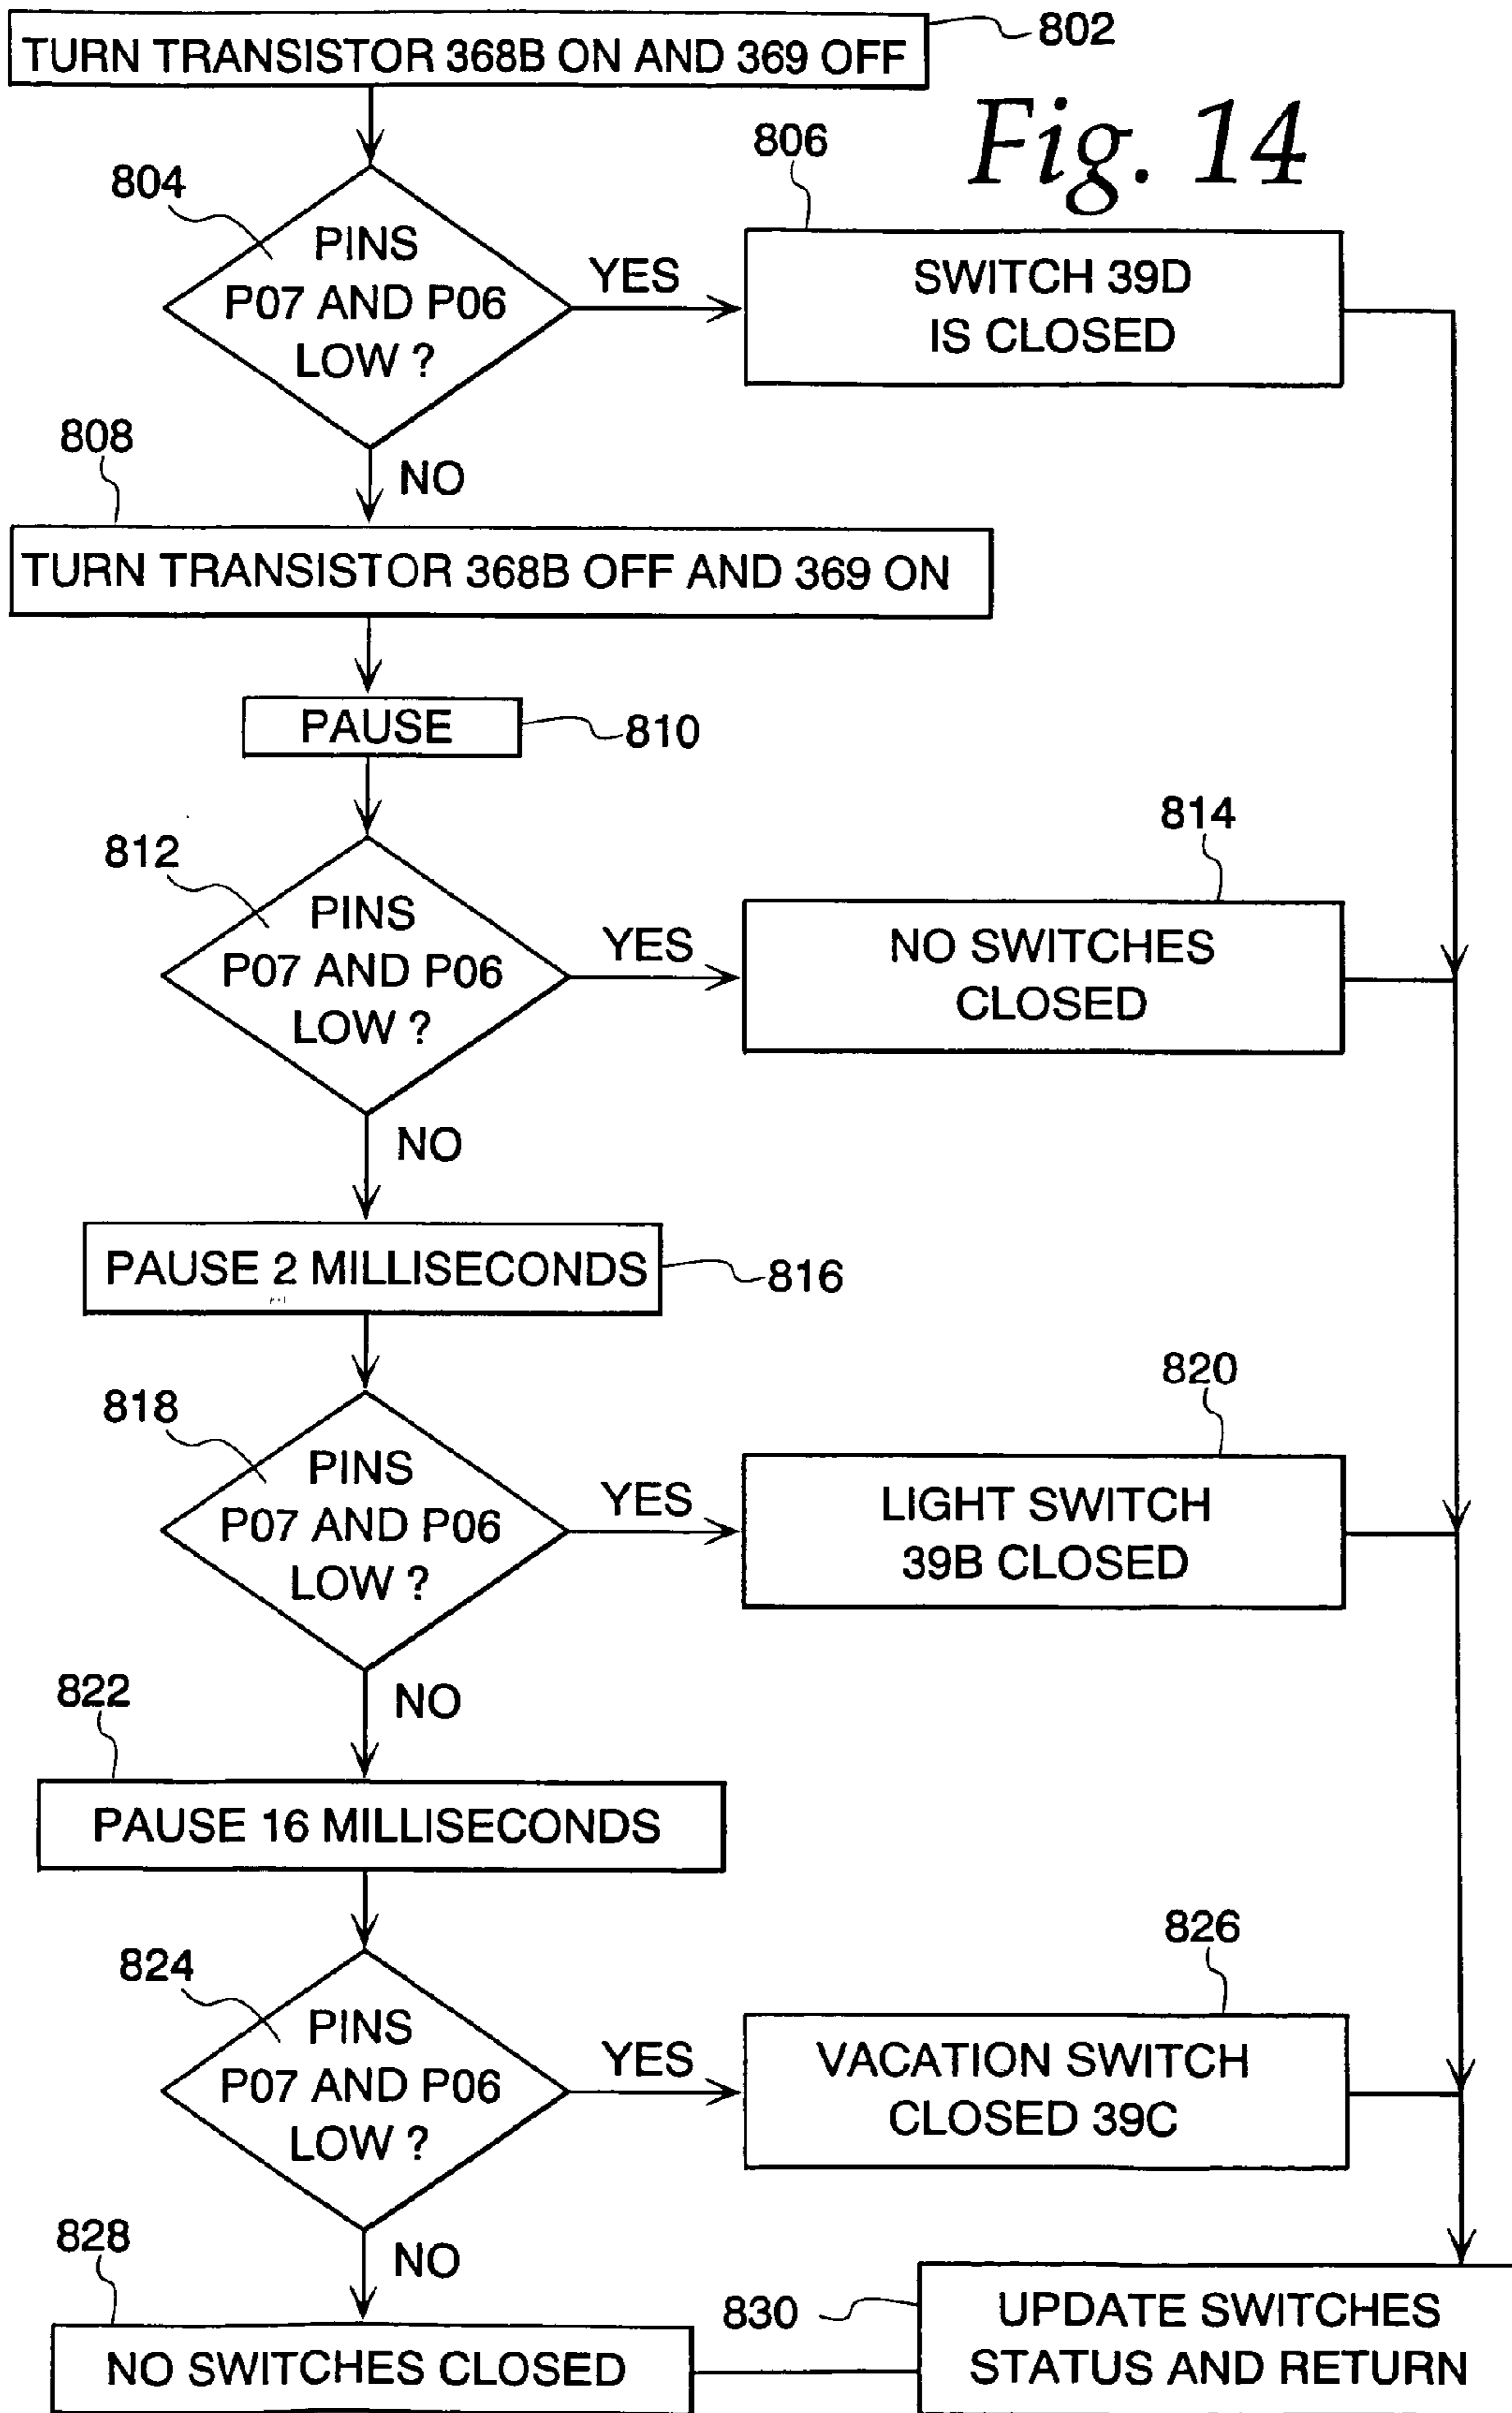 TURN TRANSISTOR 368B ON AND 369 OFF
802
Fig. 14
804
PINS
P07 AND P06
LOW ?
YES
806
SWITCH 39D
IS CLOSED
NO
808
TURN TRANSISTOR 368B OFF AND 369 ON
PAUSE
810
812
PINS
P07 AND P06
LOW ?
YES
814
NO SWITCHES
CLOSED
NO
PAUSE 2 MILLISECONDS
816
818
PINS
P07 AND P06
LOW ?
YES
820
LIGHT SWITCH
39B CLOSED
NO
822
PAUSE 16 MILLISECONDS
824
PINS
P07 AND P06
LOW ?
YES
826
VACATION SWITCH
CLOSED 39C
NO
828
NO SWITCHES CLOSED
830
UPDATE SWITCHES
STATUS AND RETURN